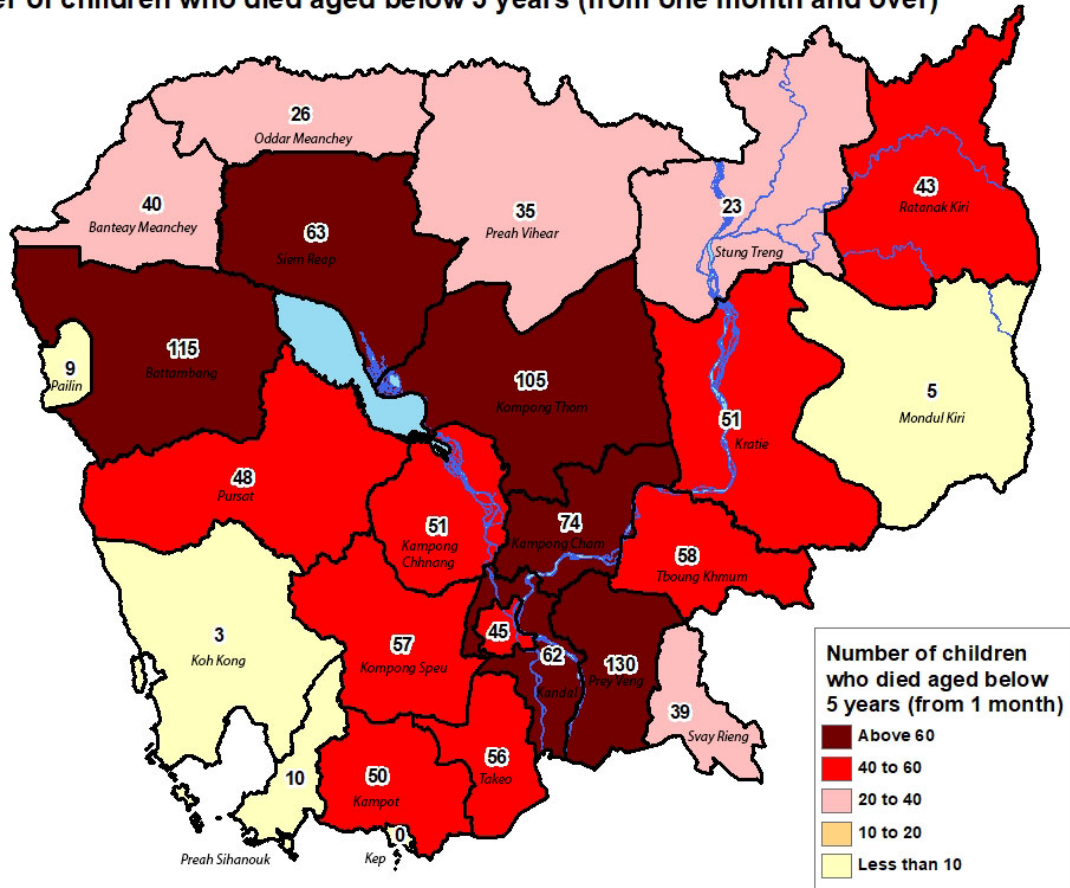 er of children who died aged below 5 years (from one month and over)
26
Oddar Meanchey
40
Banteay Meanchey
63
Siem Reap
35
Preah Vihear
23
Stung Treng
43
Ratanak Kiri
9
Pailin
115
Battambang
105
Kompong Thom
51
Kratie
5
Mondul Kiri
48
Pursat
51
Kampong
Chhnang
74
Kampong Cham
58
Tboung Khmum
3
Koh Kong
57
Kompong Speu
45
62
Kandal
130
Prey Veng
39
Svay Rieng
10
Preah Sihanouk
50
Kampot
56
Takeo
0
Kep
Number of children
who died aged below
5 years (from 1 month)
Above 60
40 to 60
20 to 40
10 to 20
Less than 10